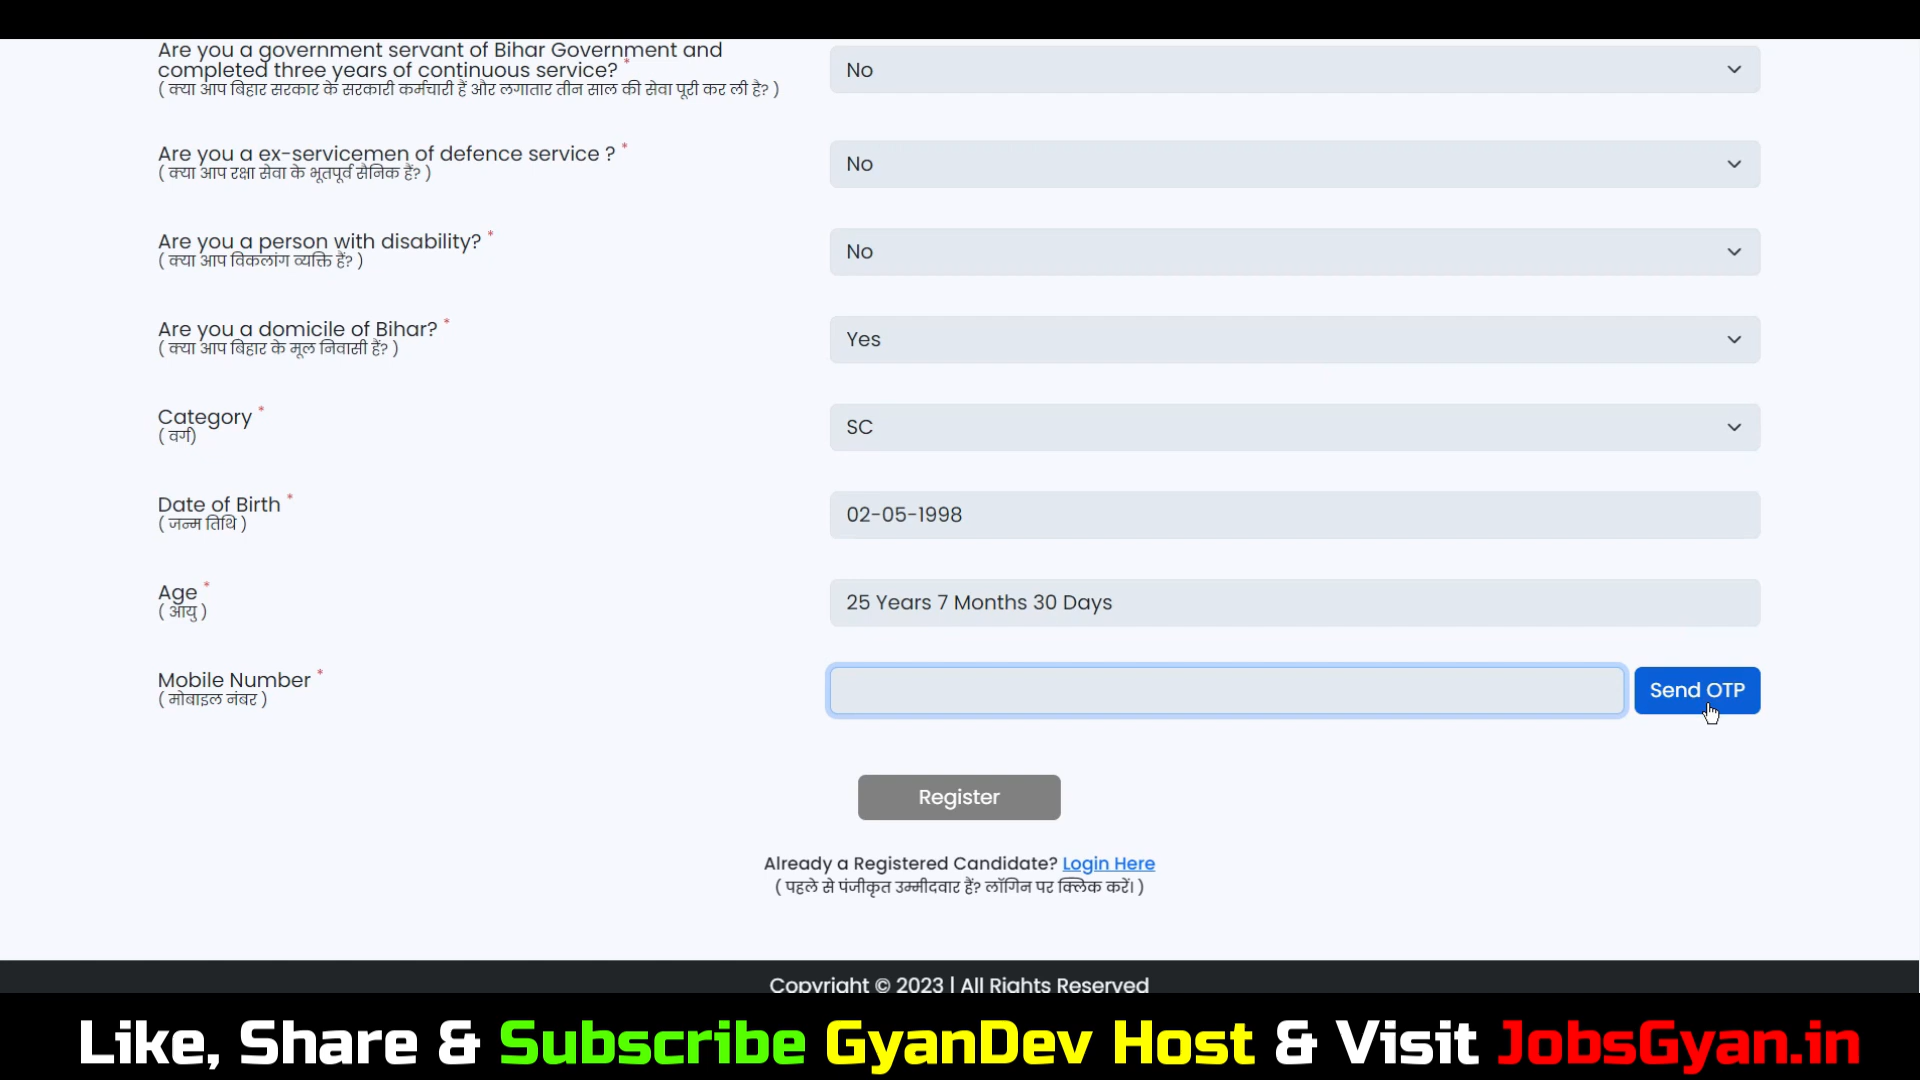 Are you a government servant of Bihar Government and
completed three years of continuous service? *
( क्या आप बिहार सरकार के सरकारी कर्मचारी हैं और लगातार तीन साल की सेवा पूरी कर ली है? )
No
Are you a ex-servicemen of defence service ? *
( क्या आप रक्षा सेवा के भूतपूर्व सैनिक हैं? )
No
Are you a person with disability? *
( क्या आप विकलांग व्यक्ति हैं? )
No
Are you a domicile of Bihar? *
( क्या आप बिहार के मूल निवासी हैं? )
Yes
Category *
( वर्ग)
SC
Date of Birth *
( जन्म तिथि )
02-05-1998
Age *
( आयु )
25 Years 7 Months 30 Days
Mobile Number *
( मोबाइल नंबर )
Send OTP
Register
Already a Registered Candidate? Login Here
( पहले से पंजीकृत उम्मीदवार हैं? लॉगिन पर क्लिक करें। )
Copyright © 2023 | All Rights Reserved
Like, Share & Subscribe GyanDev Host & Visit JobsGyan.in